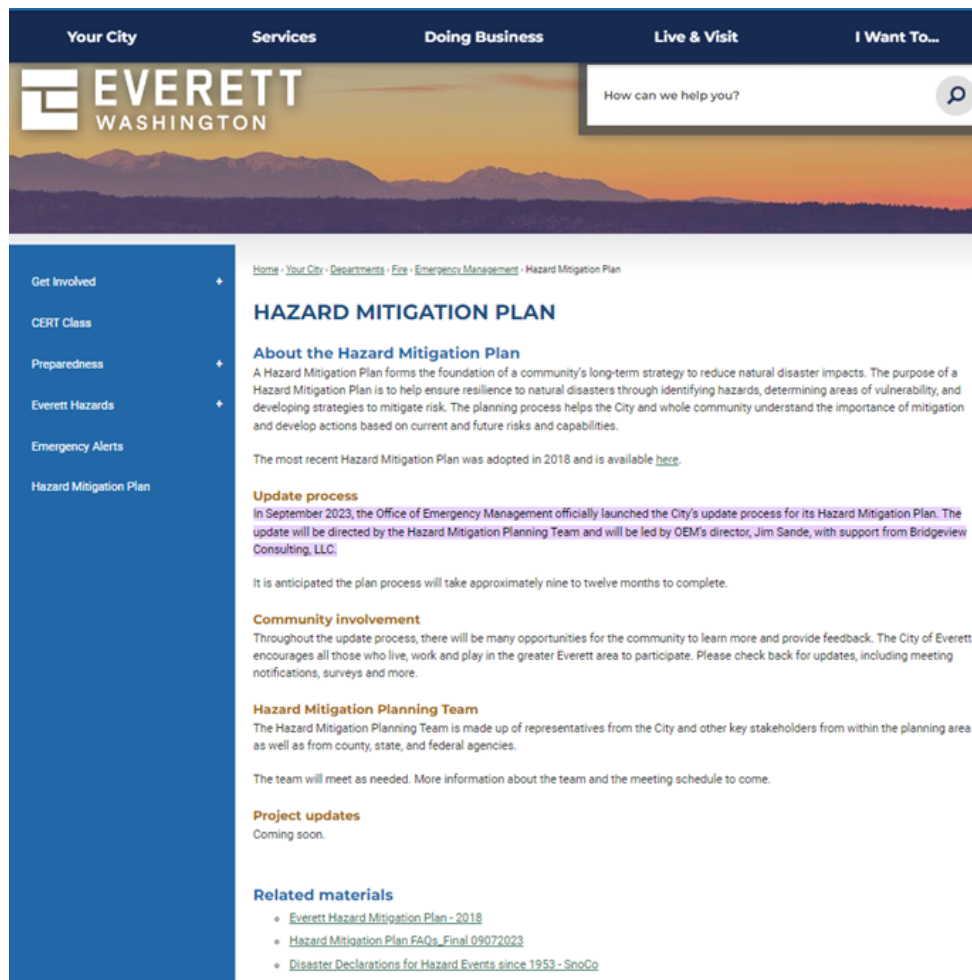 Your City
Services
Doing Business
Live & Visit
I Want To...
EVERETT
WASHINGTON
How can we help you?
Get Involved +
CERT Class
Preparedness +
Everett Hazards +
Emergency Alerts
Hazard Mitigation Plan
Home › Your City › Departments › Fire › Emergency Management › Hazard Mitigation Plan
HAZARD MITIGATION PLAN
About the Hazard Mitigation Plan
A Hazard Mitigation Plan forms the foundation of a community's long-term strategy to reduce natural disaster impacts. The purpose of a
Hazard Mitigation Plan is to help ensure resilience to natural disasters through identifying hazards, determining areas of vulnerability, and
developing strategies to mitigate risk. The planning process helps the City and whole community understand the importance of mitigation
and develop actions based on current and future risks and capabilities.
The most recent Hazard Mitigation Plan was adopted in 2018 and is available here.
Update process
In September 2023, the Office of Emergency Management officially launched the City's update process for its Hazard Mitigation Plan. The
update will be directed by the Hazard Mitigation Planning Team and will be led by OEM's director, Jim Sande, with support from Bridgeview
Consulting, LLC.
It is anticipated the plan process will take approximately nine to twelve months to complete.
Community involvement
Throughout the update process, there will be many opportunities for the community to learn more and provide feedback. The City of Everett
encourages all those who live, work and play in the greater Everett area to participate. Please check back for updates, including meeting
notifications, surveys and more.
Hazard Mitigation Planning Team
The Hazard Mitigation Planning Team is made up of representatives from the City and other key stakeholders from within the planning area
as well as from county, state, and federal agencies.
The team will meet as needed. More information about the team and the meeting schedule to come.
Project updates
Coming soon.
Related materials
Everett Hazard Mitigation Plan - 2018
Hazard Mitigation Plan FAQs_Final 09072023
Disaster Declarations for Hazard Events since 1953 - SnoCo